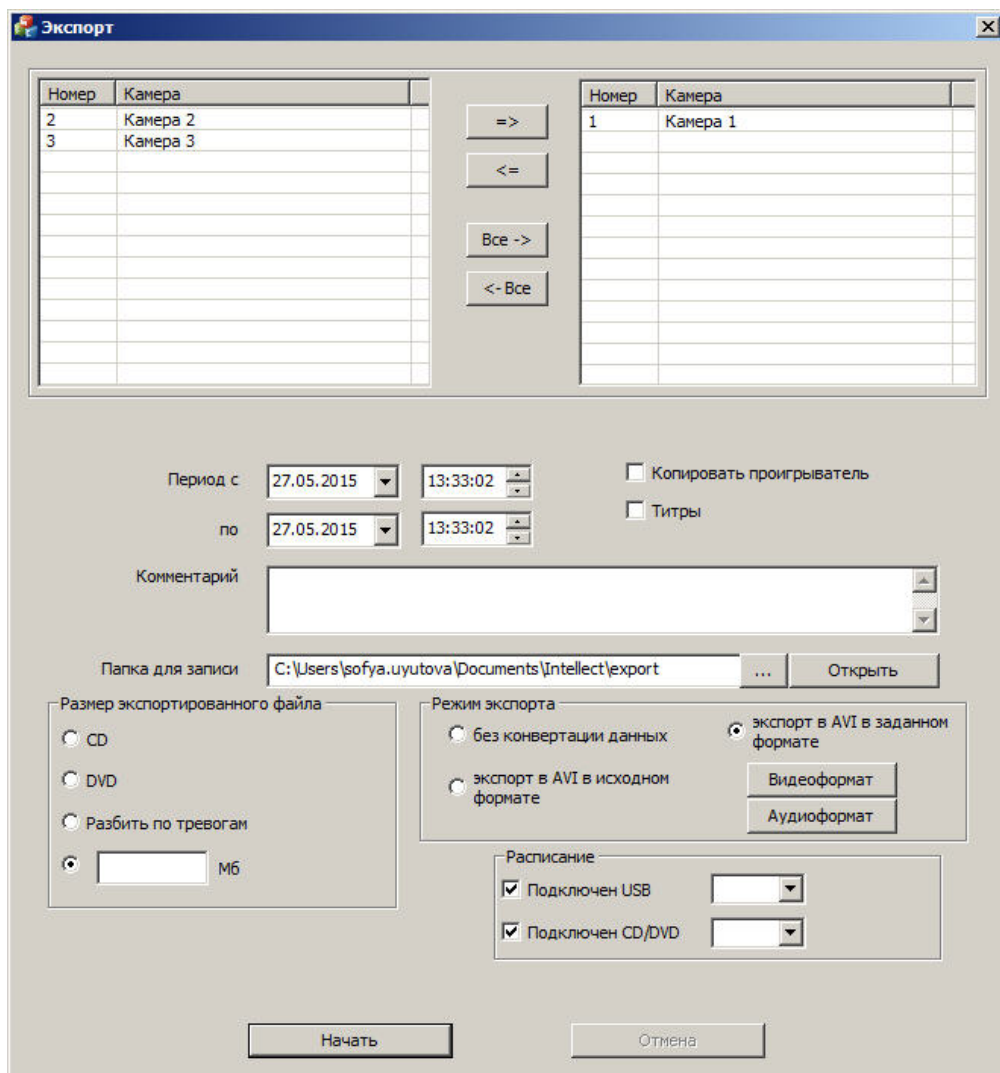 Экспорт
Номер Камера
2 Камера 2
3 Камера 3
=>
<=
Все ->
<- Все
Номер Камера
1 Камера 1
Период с 27.05.2015 13:33:02
по 27.05.2015 13:33:02
Копировать проигрыватель
Титры
Комментарий
Папка для записи C:\Users\sofya.uyutova\Documents\Intellect\export ... Открыть
Размер экспортированного файла
CD
DVD
Разбить по тревогам
Мб
Режим экспорта
без конвертации данных
экспорт в AVI в исходном
формате
экспорт в AVI в заданном
формате
Видеоформат
Аудиоформат
Расписание
Подключен USB
Подключен CD/DVD
Начать
Отмена